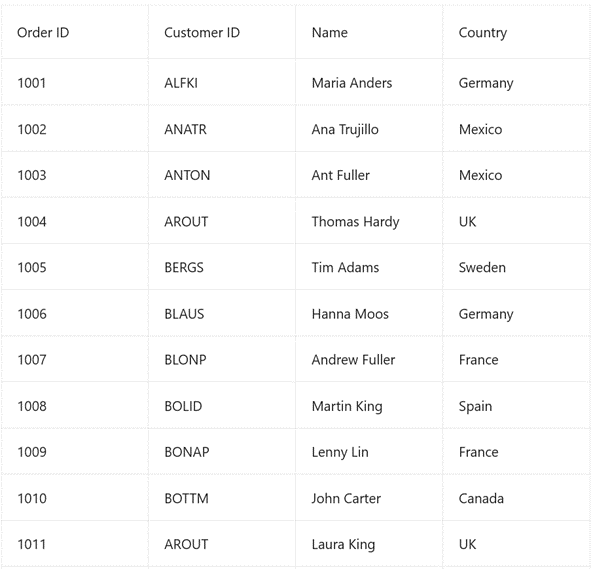 Order ID Customer ID Name Country
1001 ALFKI Maria Anders Germany
1002 ANATR Ana Trujillo Mexico
1003 ANTON Ant Fuller Mexico
1004 AROUT Thomas Hardy UK
1005 BERGS Tim Adams Sweden
1006 BLAUS Hanna Moos Germany
1007 BLONP Andrew Fuller France
1008 BOLID Martin King Spain
1009 BONAP Lenny Lin France
1010 BOTTM John Carter Canada
1011 AROUT Laura King UK